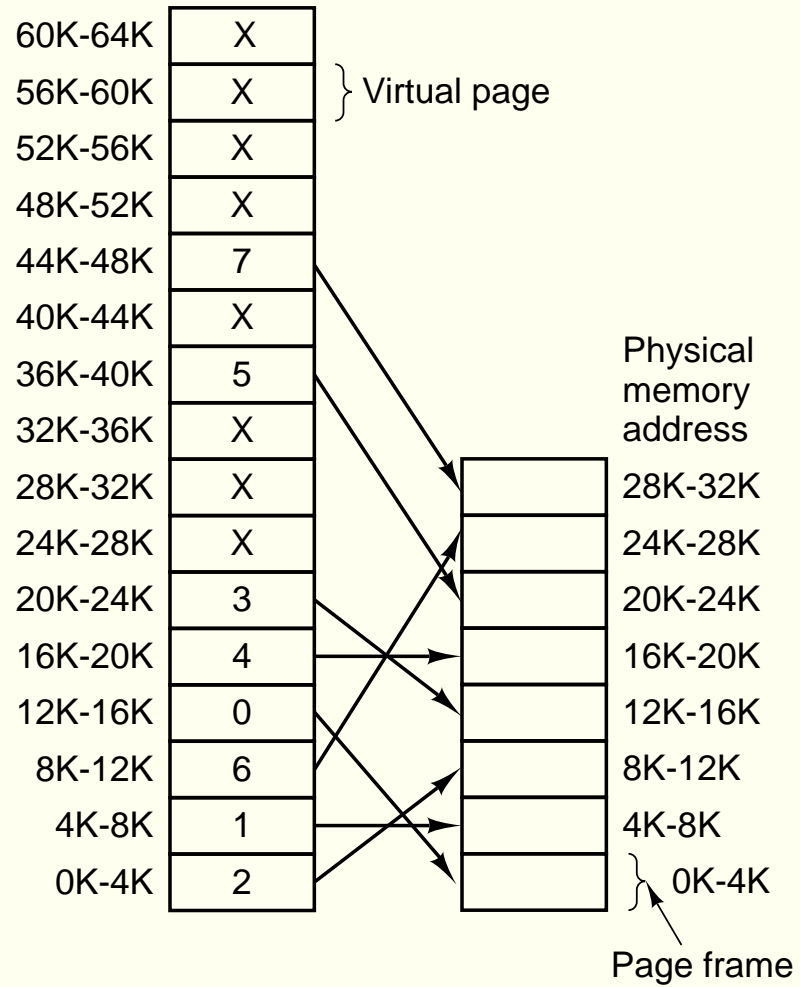 60K-64K X
56K-60K X Virtual page
52K-56K X
48K-52K X
44K-48K 7
40K-44K X
36K-40K 5
32K-36K X
28K-32K X
24K-28K X
20K-24K 3
16K-20K 4
12K-16K 0
8K-12K 6
4K-8K 1
0K-4K 2
Physical
memory
address
28K-32K
24K-28K
20K-24K
16K-20K
12K-16K
8K-12K
4K-8K
0K-4K
Page frame